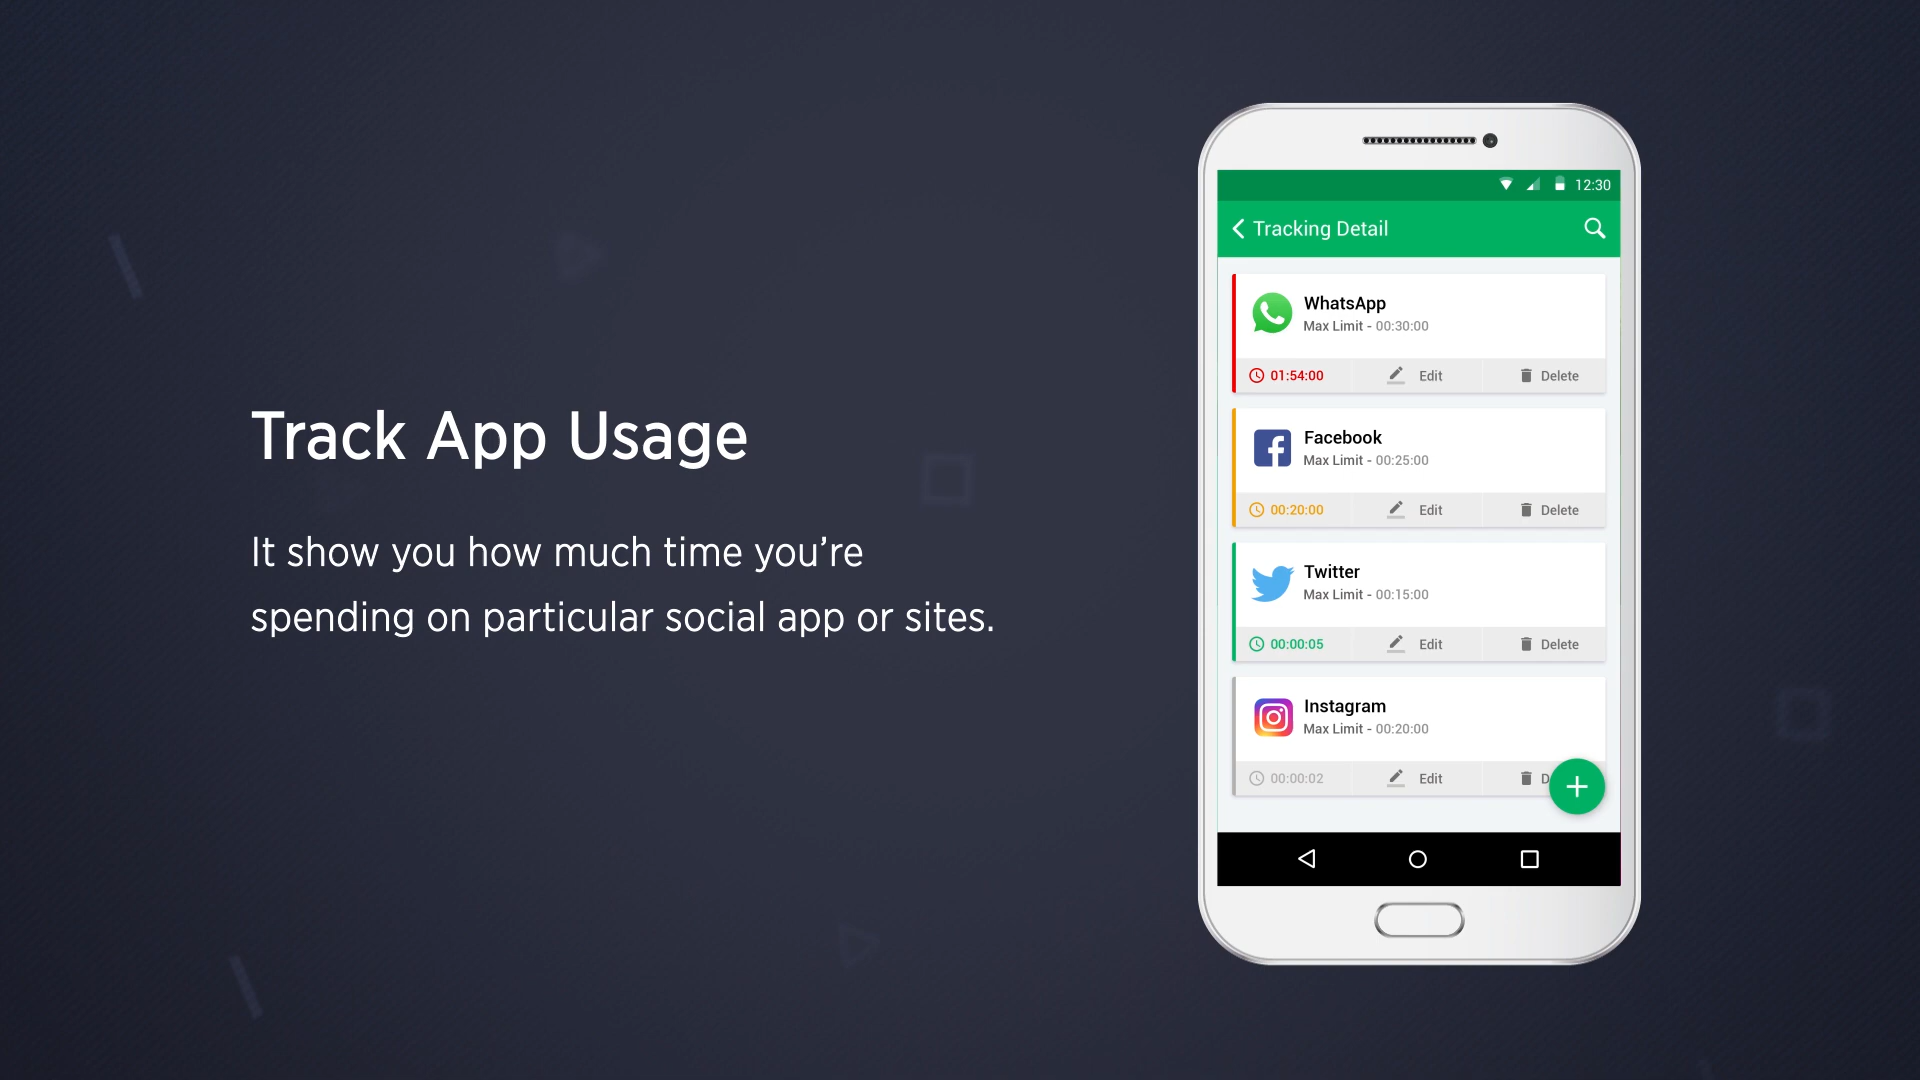 Track App Usage
It show you how much time you’re
spending on particular social app or sites.
12:30
Tracking Detail
WhatsApp
Max Limit - 00:30:00
01:54:00 Edit Delete
Facebook
Max Limit - 00:25:00
00:20:00 Edit Delete
Twitter
Max Limit - 00:15:00
00:00:05 Edit Delete
Instagram
Max Limit - 00:20:00
00:00:02 Edit